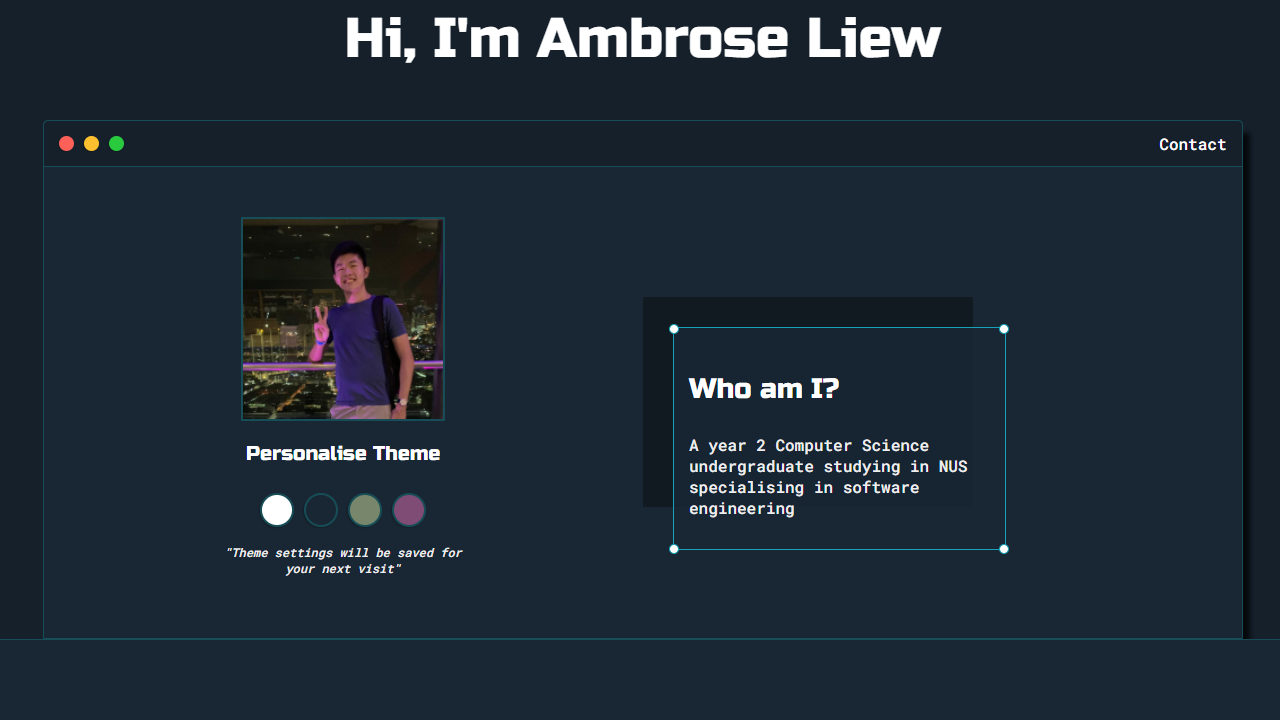 Hi, I'm Ambrose Liew
Contact
Personalise Theme
"Theme settings will be saved for
your next visit"
Who am I?
A year 2 Computer Science
undergraduate studying in NUS
specialising in software
engineering